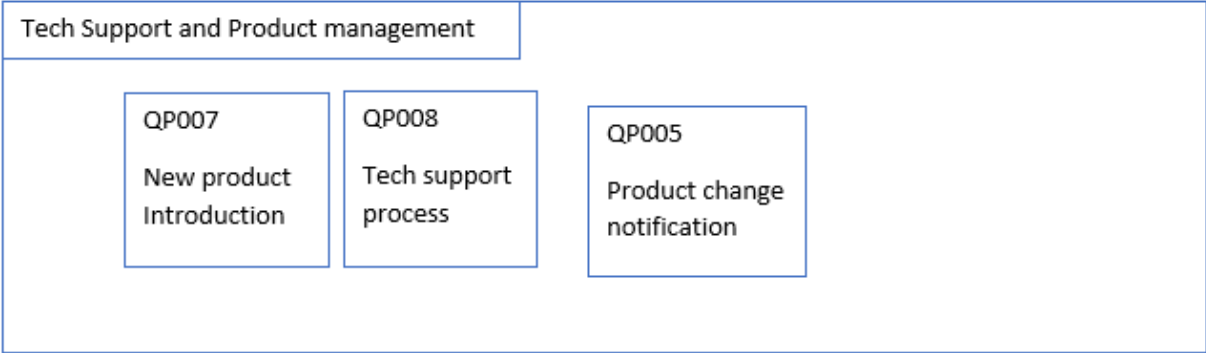 Tech Support and Product management
QP007
New product
Introduction
QP008
Tech support
process
QP005
Product change
notification